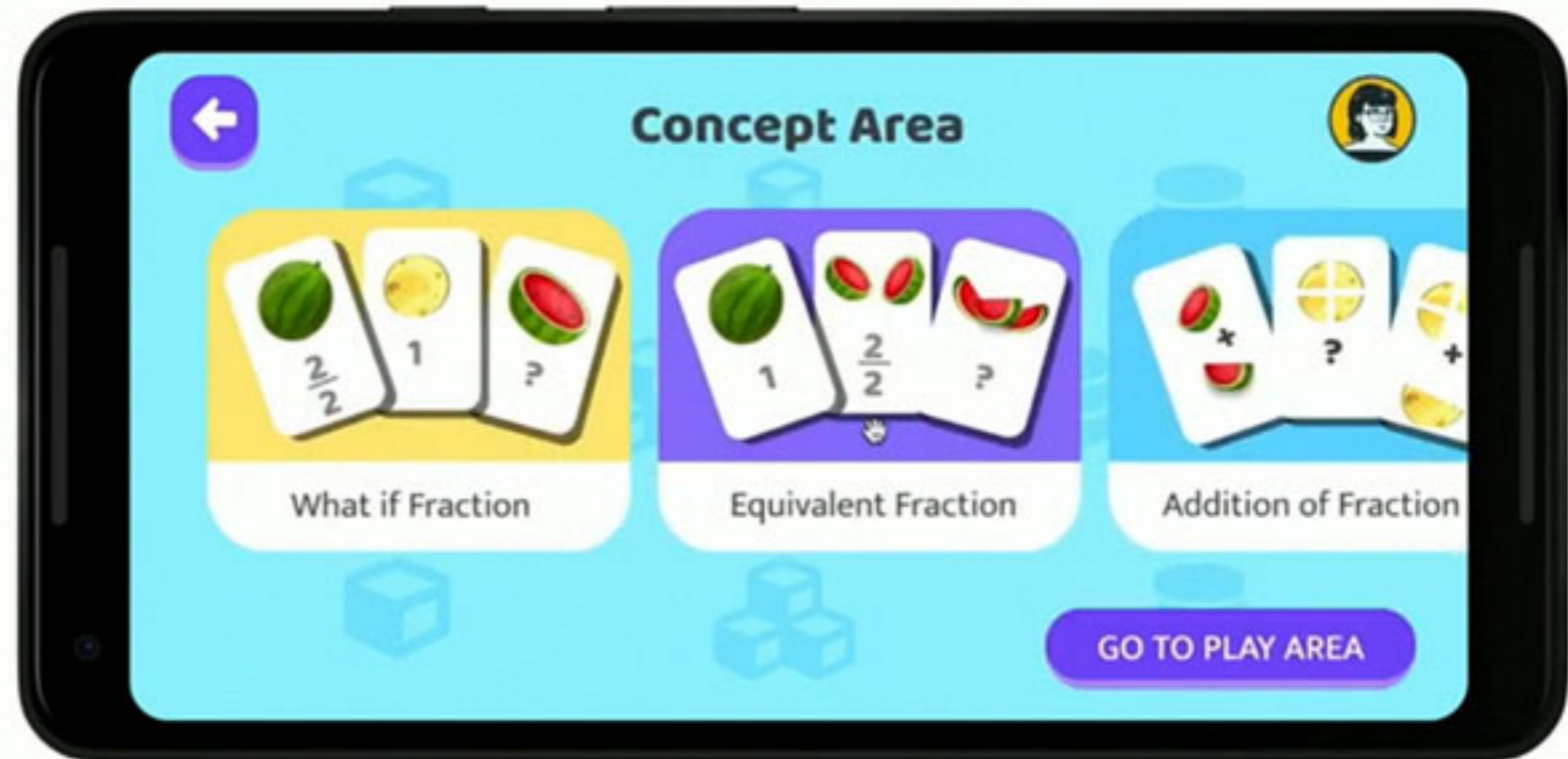 Concept Area
2
2
1
?
What if Fraction
1
2
2
?
Equivalent Fraction
+
?
+
Addition of Fraction
GO TO PLAY AREA